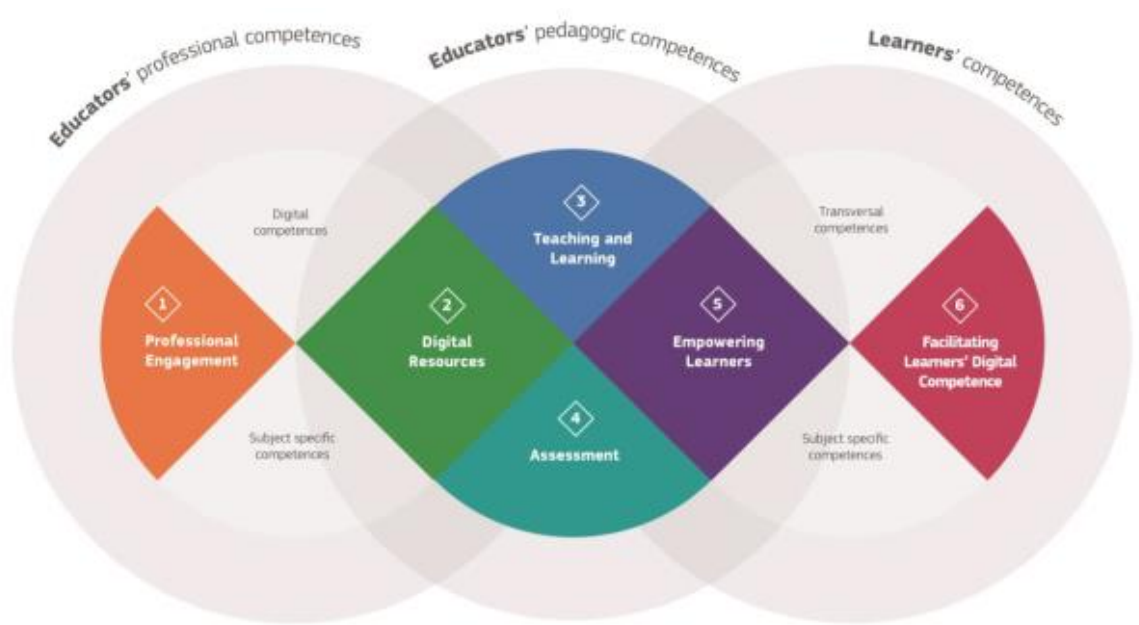 Educators' professional competences
Educators' pedagogic competences
Learners' competences
Digital
competences
Subject specific
competences
1
Professional
Engagement
2
Digital
Resources
3
Teaching and
Learning
4
Assessment
5
Empowering
Learners
Transversal
competences
Subject specific
competences
6
Facilitating
Learners' Digital
Competence